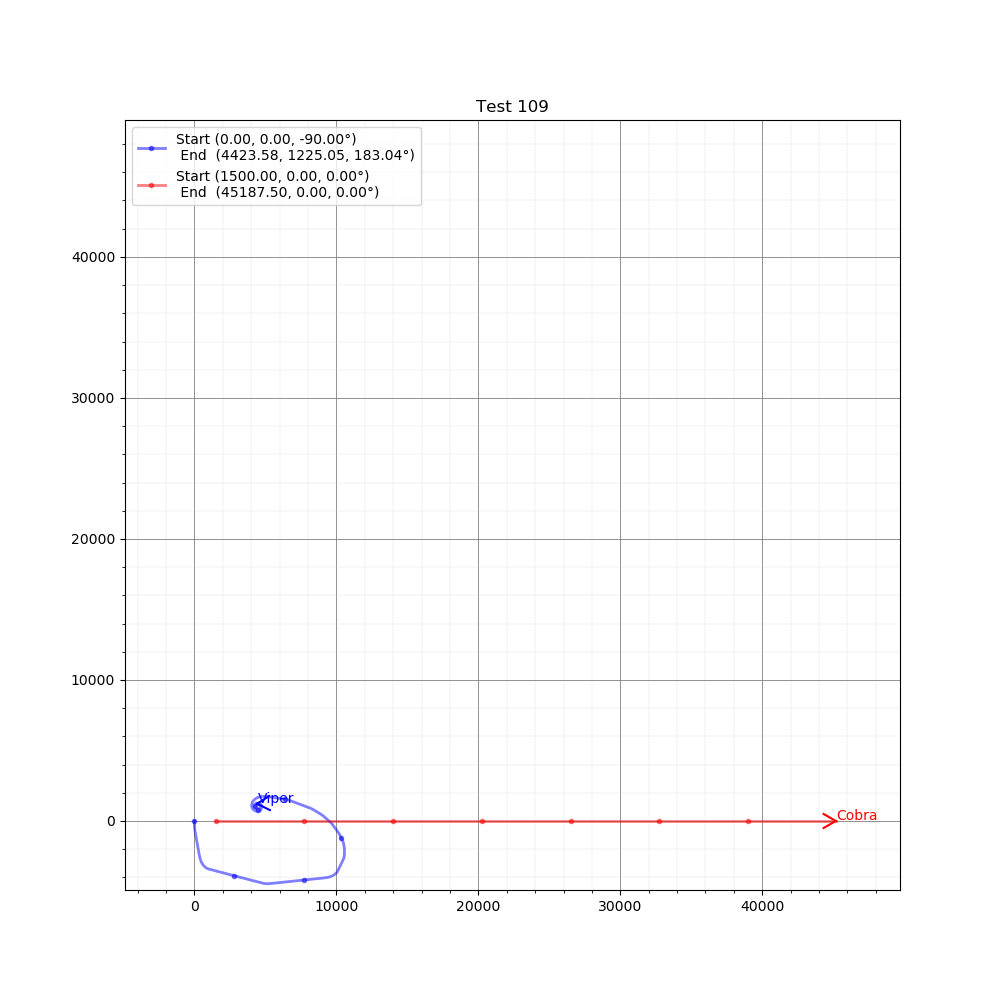 Test 109
Start (0.00, 0.00, -90.00°)
End (4423.58, 1225.05, 183.04°)
Start (1500.00, 0.00, 0.00°)
End (45187.50, 0.00, 0.00°)
40000
30000
20000
10000
0
Viper
Cobra
0 10000 20000 30000 40000